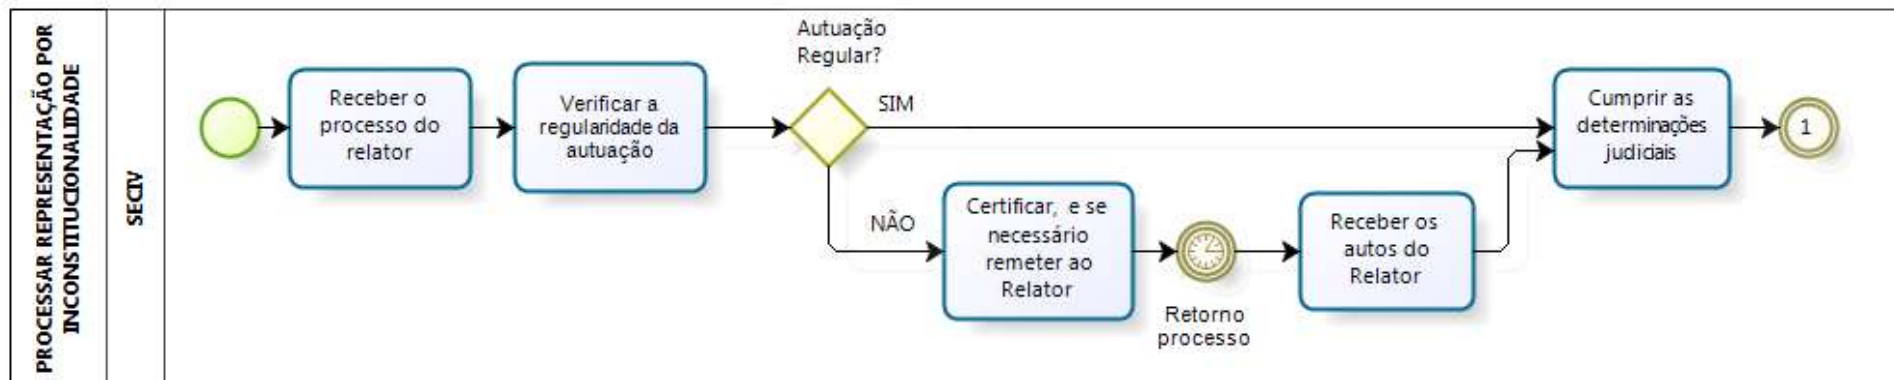 PROCESSAR REPRESENTAÇÃO POR
INCONSTITUCIONALIDADE
SECIV
Receber o
processo do
relator
Verificar a
regularidade da
autuação
Autuação
Regular?
SIM
NÃO
Certificar, e se
necessário
remeter ao
Relator
Retorno
processo
Receber os
autos do
Relator
Cumprir as
determinações
judiciais
1